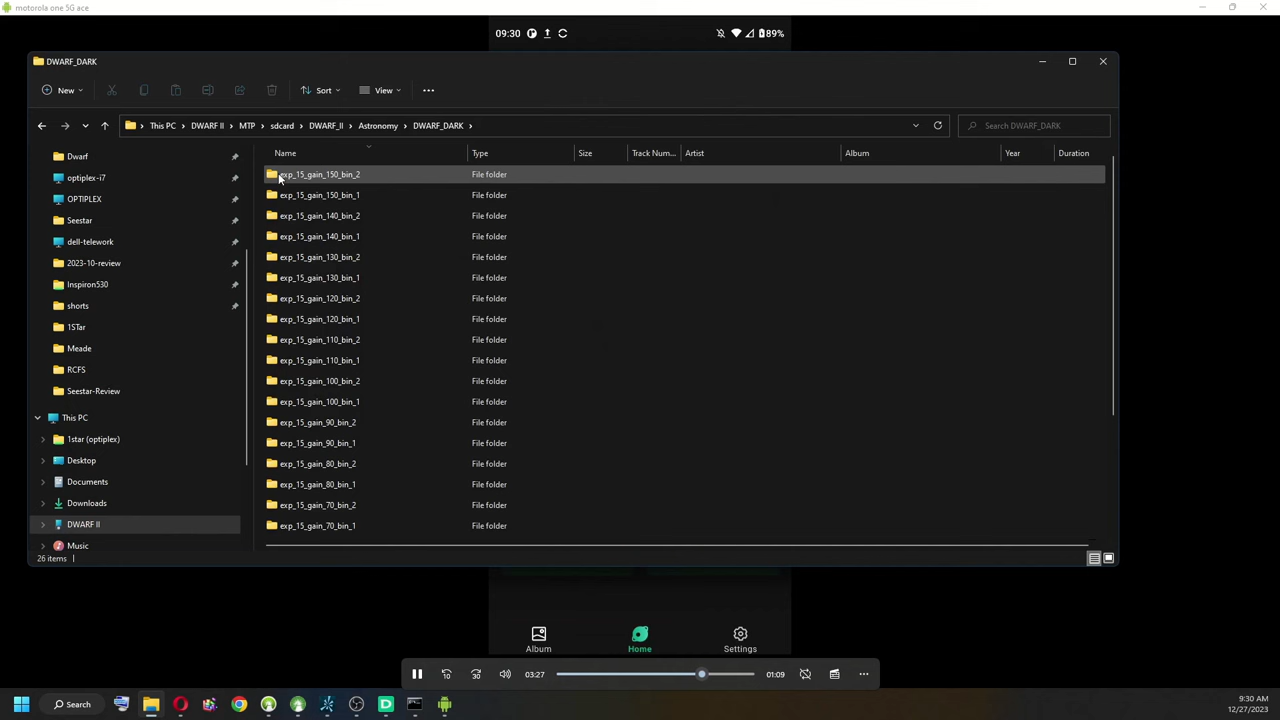 motorola one 5G ace
09:30
89%
DWARF_DARK
New
Sort
View
This PC
DWARF II
MTP
sdcard
DWARF_II
Astronomy
DWARF_DARK
Search DWARF_DARK
Name
Type
Size
Track Num...
Artist
Album
Year
Duration
Dwarf
optiplex-i7
OPTIPLEX
Seestar
dell-telework
2023-10-review
Inspiron530
shorts
1STar
Meade
RCFS
Seestar-Review
This PC
1star (optiplex)
Desktop
Documents
Downloads
DWARF II
Music
exp_15_gain_150_bin_2 File folder
exp_15_gain_150_bin_1 File folder
exp_15_gain_140_bin_2 File folder
exp_15_gain_140_bin_1 File folder
exp_15_gain_130_bin_2 File folder
exp_15_gain_130_bin_1 File folder
exp_15_gain_120_bin_2 File folder
exp_15_gain_120_bin_1 File folder
exp_15_gain_110_bin_2 File folder
exp_15_gain_110_bin_1 File folder
exp_15_gain_100_bin_2 File folder
exp_15_gain_100_bin_1 File folder
exp_15_gain_90_bin_2 File folder
exp_15_gain_90_bin_1 File folder
exp_15_gain_80_bin_2 File folder
exp_15_gain_80_bin_1 File folder
exp_15_gain_70_bin_2 File folder
exp_15_gain_70_bin_1 File folder
26 items
Album
Home
Settings
10
30
03:27
01:09
Search
9:30 AM
12/27/2023